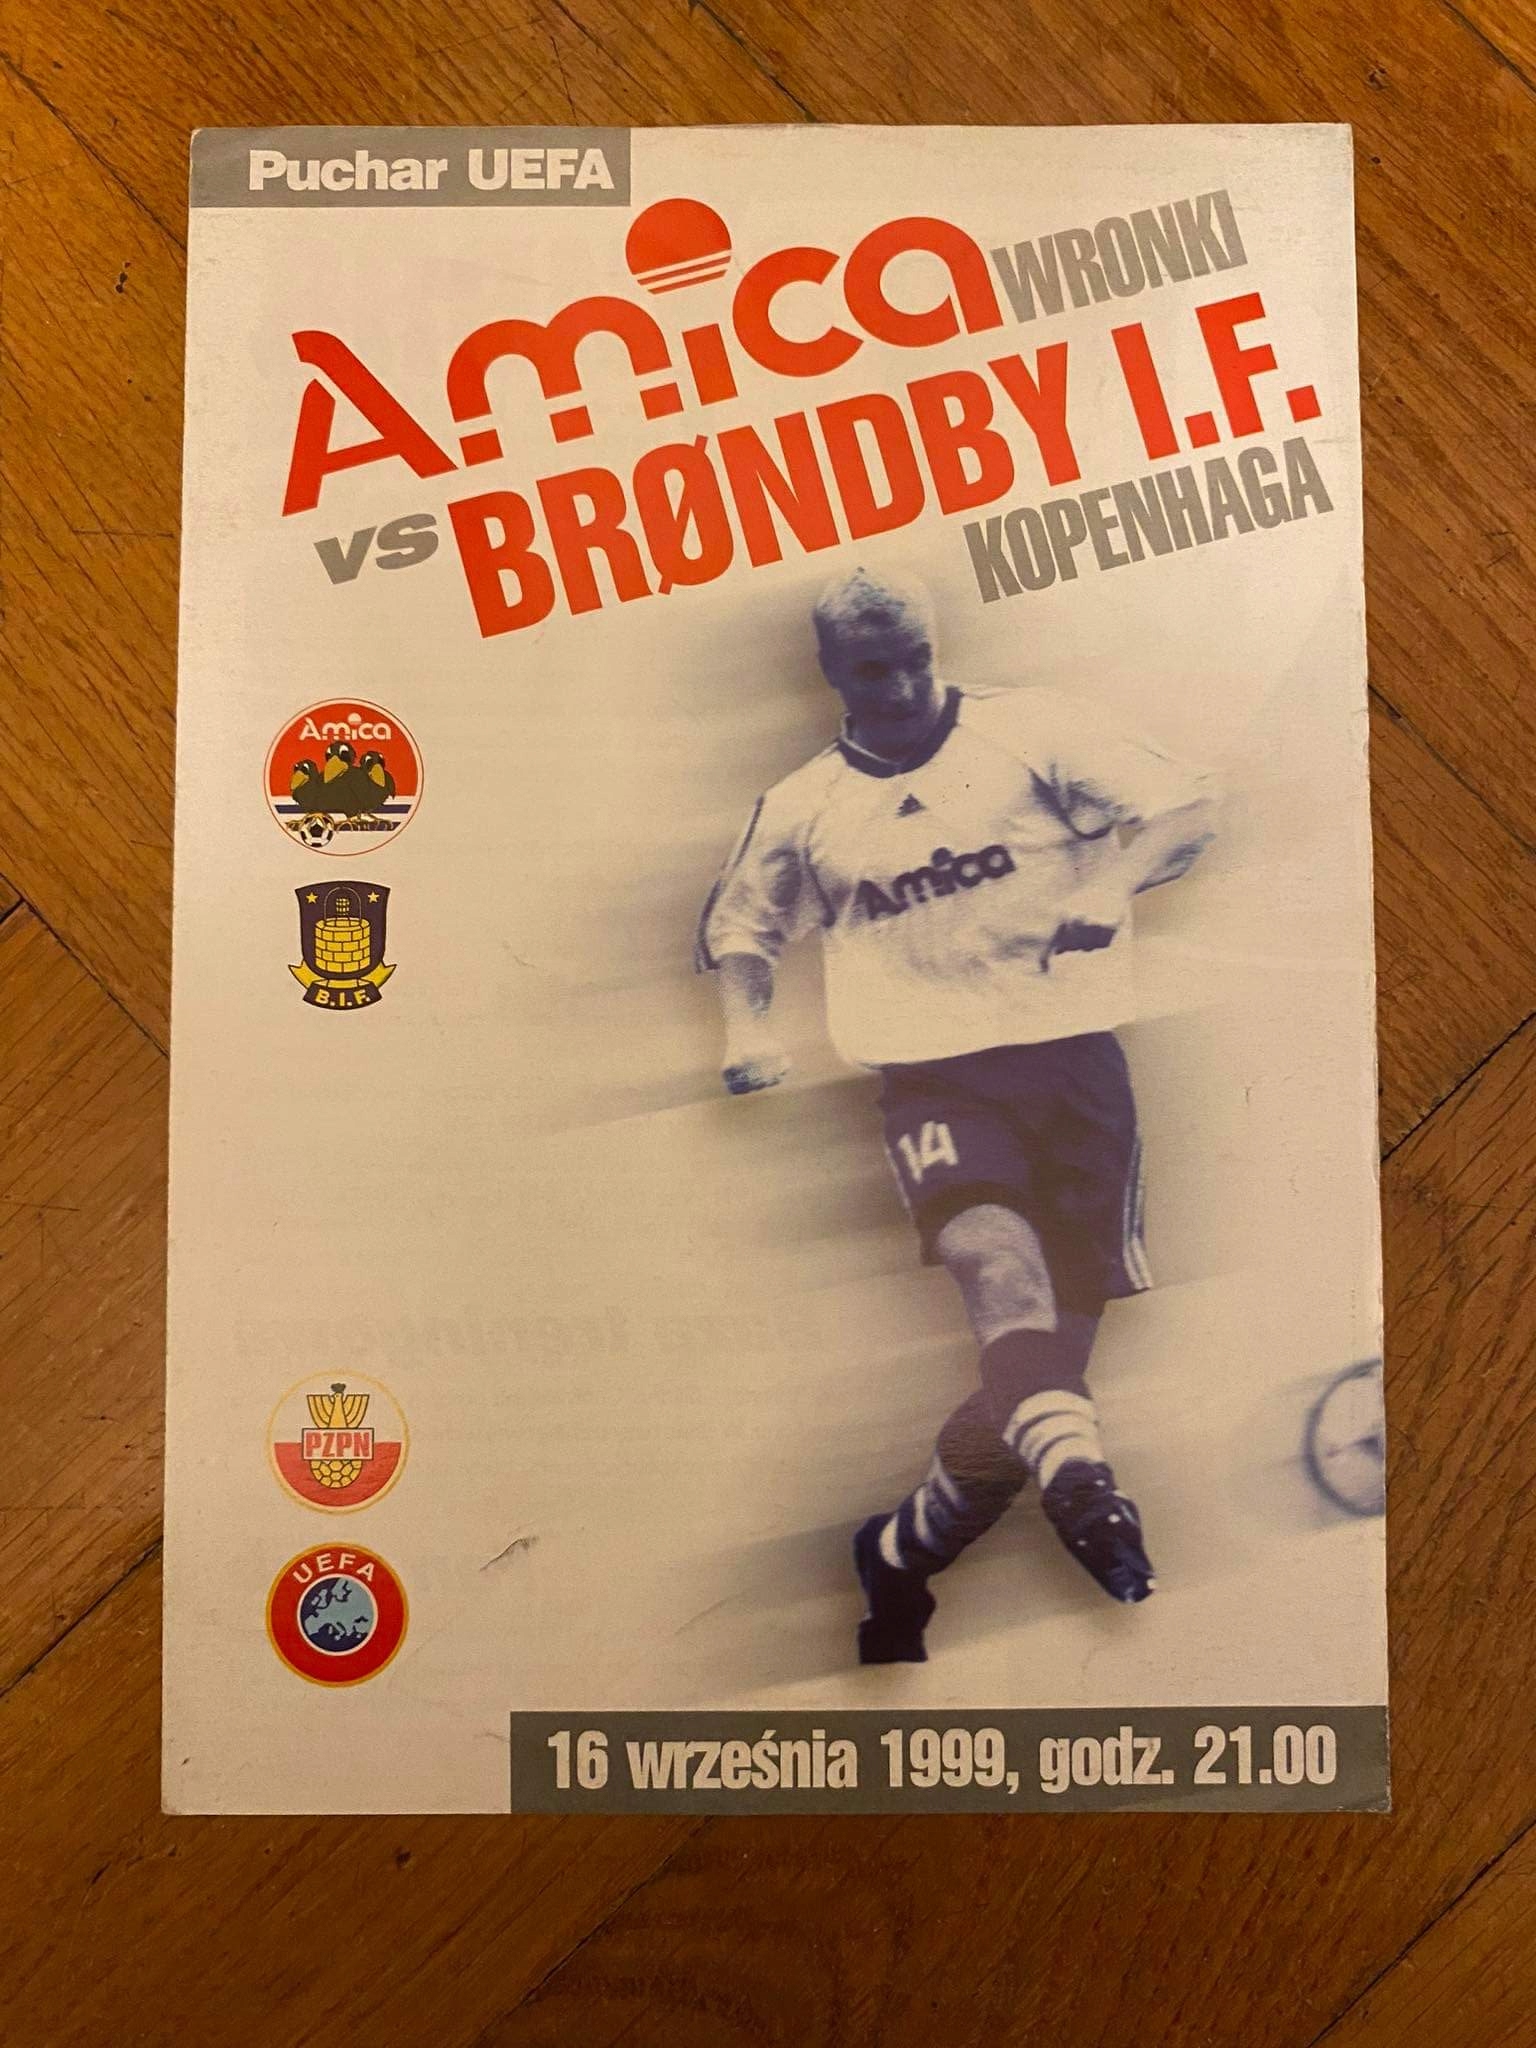 Puchar UEFA
Amica WRONKI
vs BRØNDBY I.F.
KOPENHAGA
Amica
B.I.F.
Amica
14
PZPN
UEFA
16 września 1999, godz. 21.00